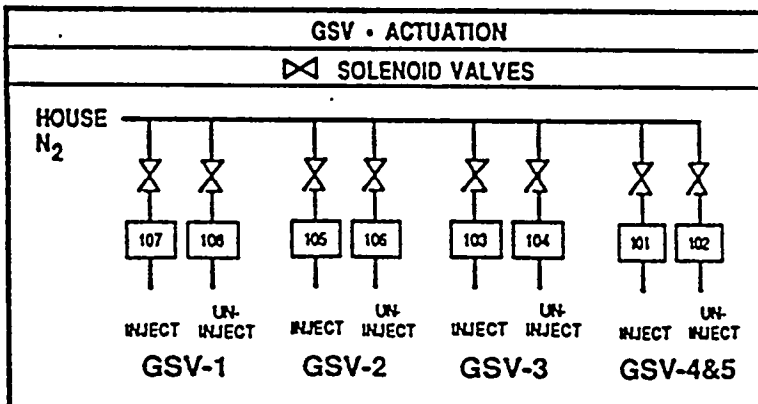 GSV • ACTUATION
SOLENOID VALVES
HOUSE
N2
107 108 105 106 103 104 101 102
INJECT UN-INJECT INJECT UN-INJECT INJECT UN-INJECT INJECT UN-INJECT
GSV-1 GSV-2 GSV-3 GSV-4&5